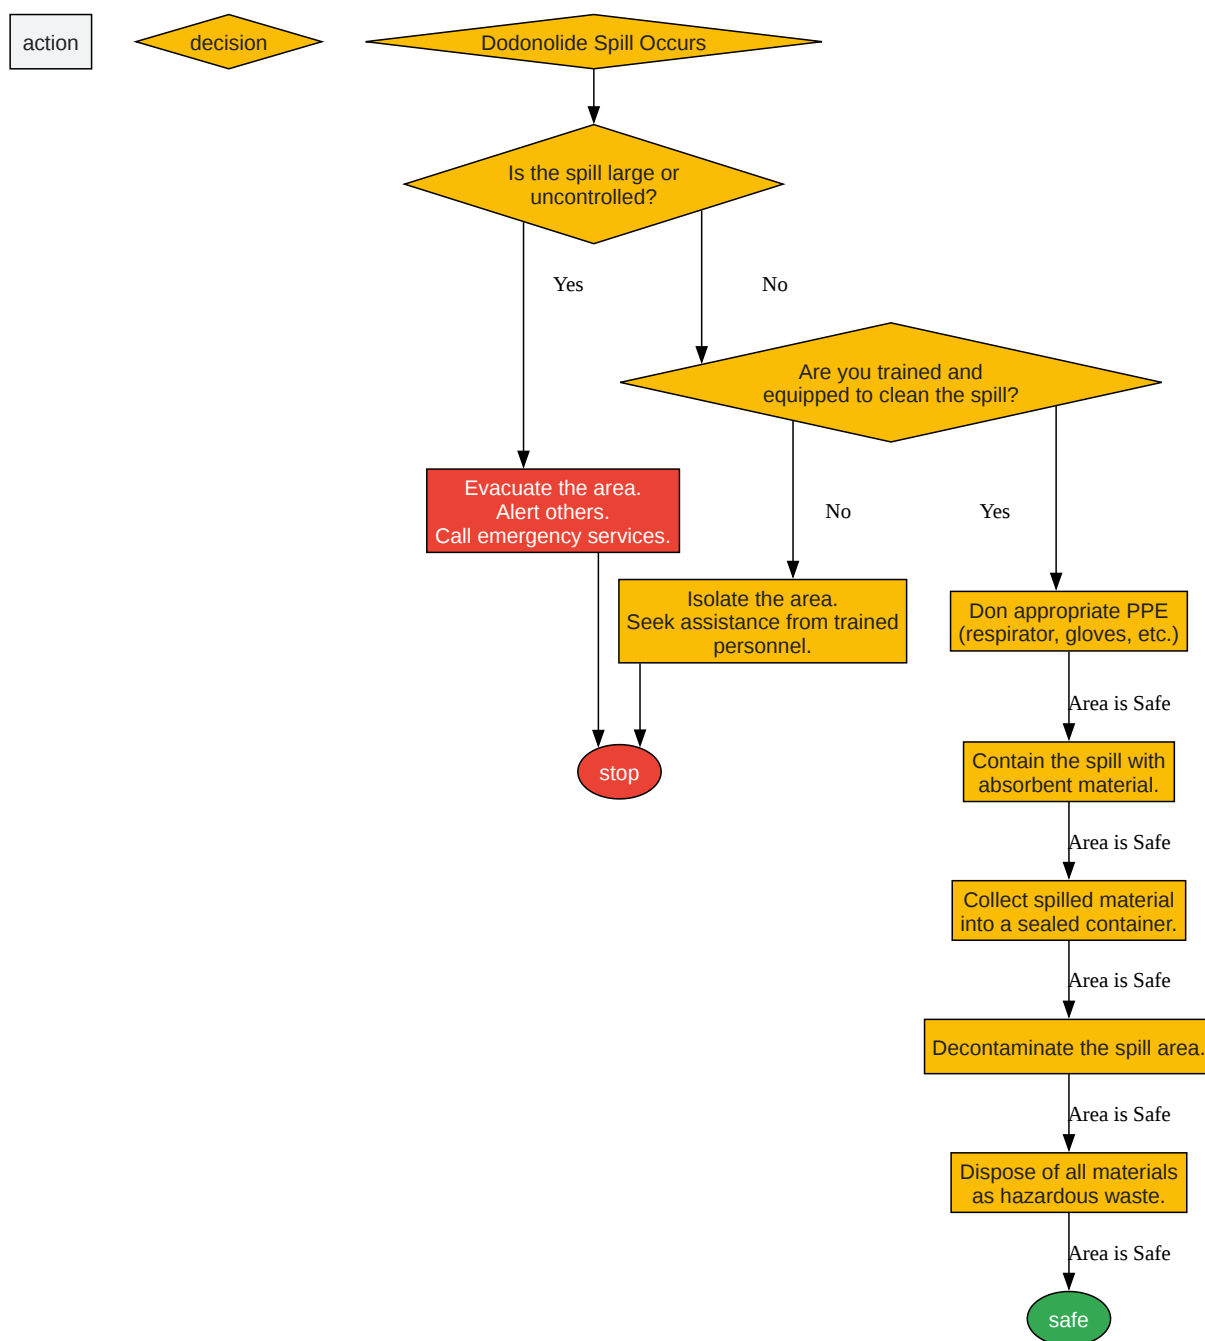 action
decision
Dodonolide Spill Occurs
Is the spill large or
uncontrolled?
Yes
No
Are you trained and
equipped to clean the spill?
Evacuate the area.
Alert others.
Call emergency services.
No
Yes
Isolate the area.
Seek assistance from trained
personnel.
Don appropriate PPE
(respirator, gloves, etc.)
Area is Safe
stop
Contain the spill with
absorbent material.
Area is Safe
Collect spilled material
into a sealed container.
Area is Safe
Decontaminate the spill area.
Area is Safe
Dispose of all materials
as hazardous waste.
Area is Safe
safe